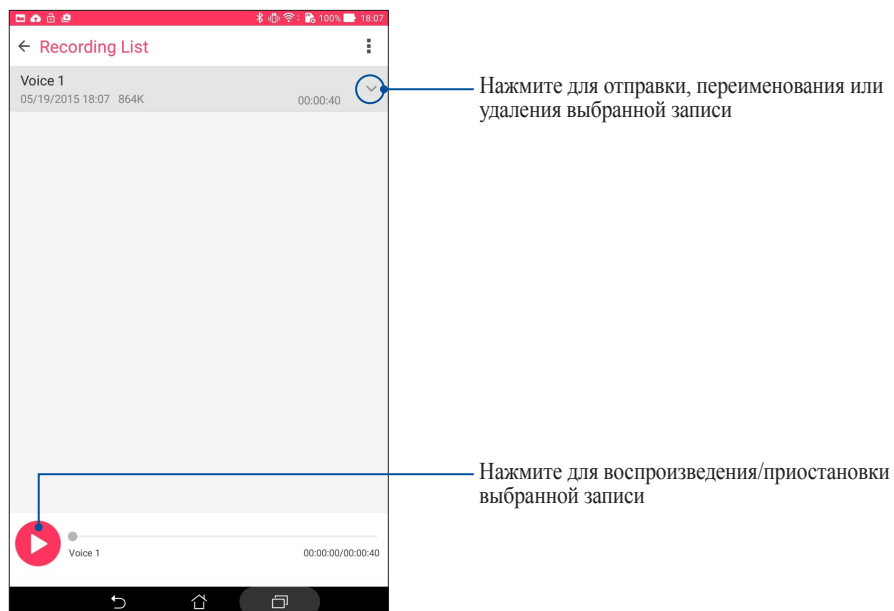 100% 18:07
Recording List
Voice 1
05/19/2015 18:07 864K 00:00:40
Нажмите для отправки, переименования или
удаления выбранной записи
Нажмите для воспроизведения/приостановки
выбранной записи
Voice 1 00:00:00/00:00:40